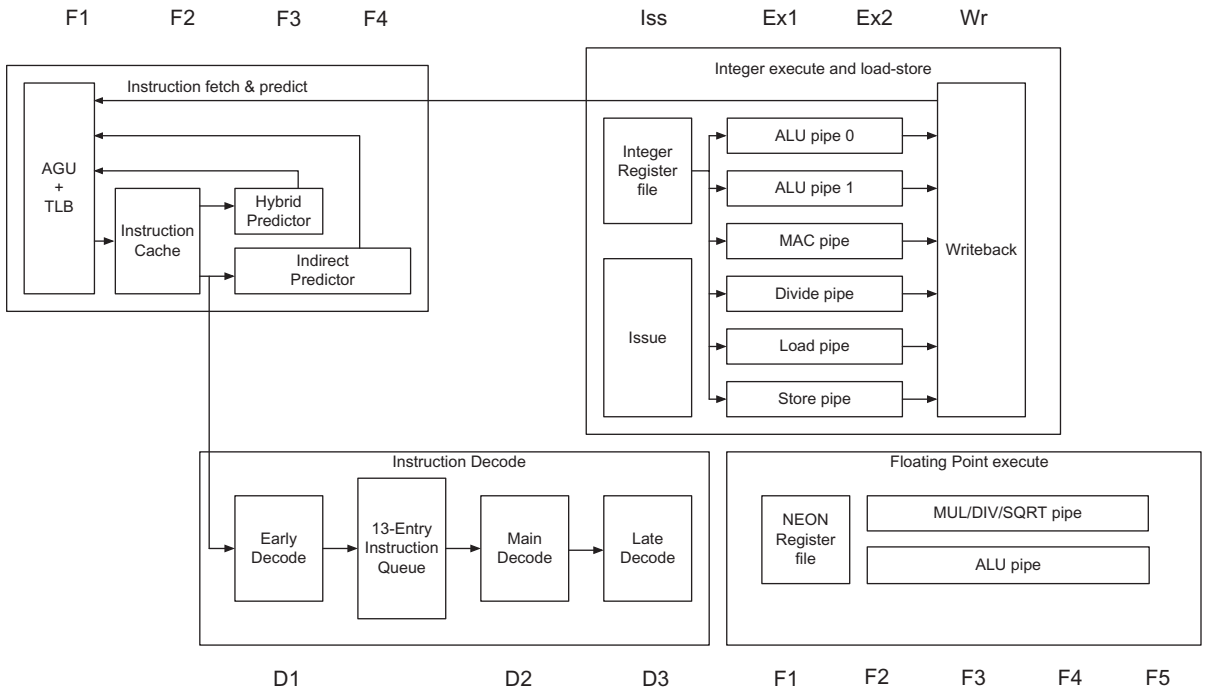 F1 F2 F3 F4 Iss Ex1 Ex2 Wr
Instruction fetch & predict
AGU
+
TLB
Instruction
Cache
Hybrid
Predictor
Indirect
Predictor
Integer execute and load-store
Integer
Register
file
Issue
ALU pipe 0
ALU pipe 1
MAC pipe
Divide pipe
Load pipe
Store pipe
Writeback
Instruction Decode
Early
Decode
13-Entry
Instruction
Queue
Main
Decode
Late
Decode
Floating Point execute
NEON
Register
file
MUL/DIV/SQRT pipe
ALU pipe
D1 D2 D3 F1 F2 F3 F4 F5